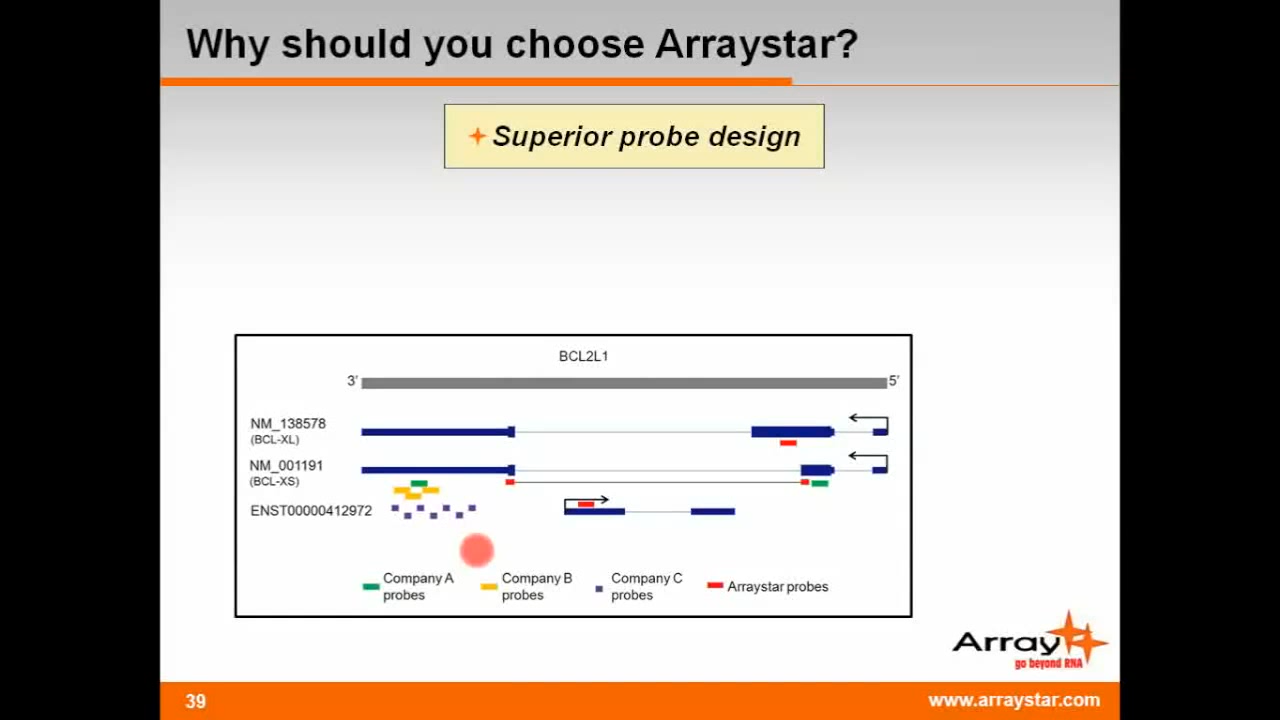 Why should you choose Arraystar?
Superior probe design
BCL2L1
3' 5'
NM_138578
(BCL-XL)
NM_001191
(BCL-XS)
ENST00000412972
Company A
probes
Company B
probes
Company C
probes
Arraystar probes
Array
go beyond RNA
39
www.arraystar.com